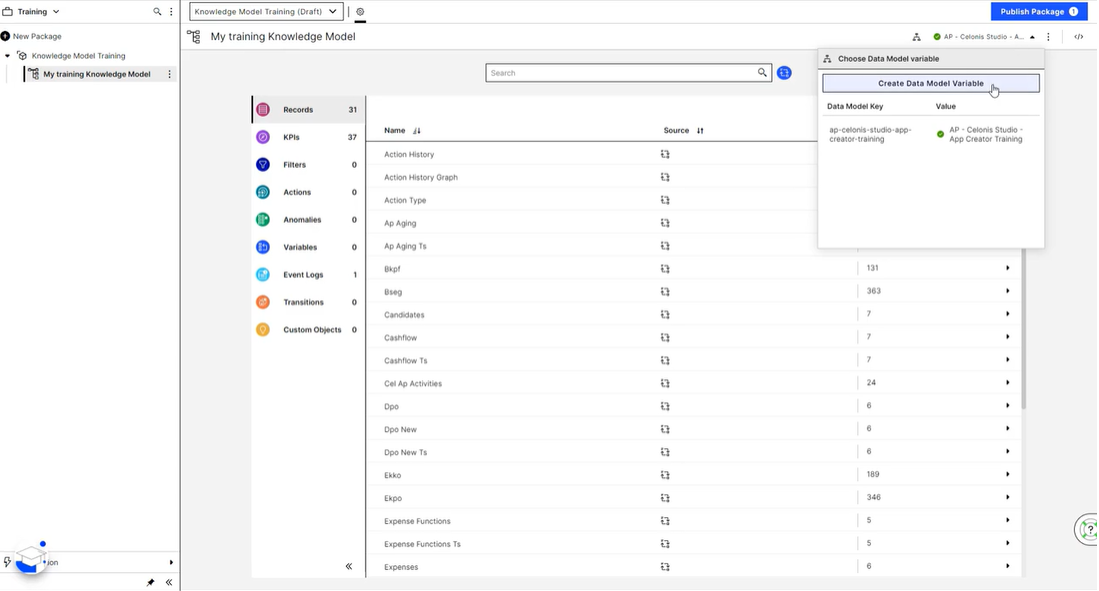 Training
New Package
Knowledge Model Training
My training Knowledge Model
Knowledge Model Training (Draft)
Publish Package 1
My training Knowledge Model
AP - Celonis Studio - A...
</>
Choose Data Model variable
Create Data Model Variable
Data Model Key Value
ap-celonis-studio-app-
creator-training
AP - Celonis Studio -
App Creator Training
Search
Records 31
KPIs 37
Filters 0
Actions 0
Anomalies 0
Variables 0
Event Logs 1
Transitions 0
Custom Objects 0
Name Source
Action History
Action History Graph
Action Type
Ap Aging
Ap Aging Ts
Bkpf 131
Bseg 363
Candidates 7
Cashflow 7
Cashflow Ts 7
Cel Ap Activities 24
Dpo 6
Dpo New 6
Dpo New Ts 6
Ekko 189
Ekpo 346
Expense Functions 5
Expense Functions Ts 5
Expenses 6
ion
?